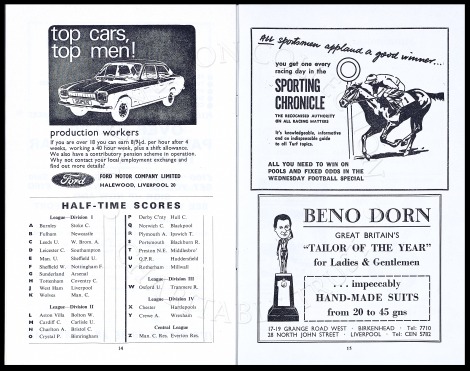 top cars,
top men!
production workers
If you are over 18 you can earn 8/9½d. per hour after 4
weeks, working a 40 hour week, plus a shift allowance.
We also have a contributory pension scheme in operation.
Why not contact your local employment exchange and
find out more details?
Ford
FORD MOTOR COMPANY LIMITED
HALEWOOD, LIVERPOOL 20
HALF-TIME SCORES
League—Division I
A Burnley Stoke C.
B Fulham Newcastle
C Leeds U. W. Brom A.
D Leicester C. Southampton
E Man. U. Sheffield U.
F Sheffield W. Nottingham F.
G Sunderland Arsenal
H Tottenham Coventry C.
J West Ham Liverpool
K Wolves Man. C.
League—Division II
L Aston Villa Bolton W.
M Cardiff C. Carlisle U.
N Charlton A. Bristol C.
O Crystal P. Birmingham
P Derby C'nty Hull C.
Q Norwich C. Blackpool
R Plymouth A. Ipswich T.
S Portsmouth Blackburn R.
T Preston N.E. Middlesbro'
U Q.P.R. Huddersfield
V Rotherham Millwall
League—Division III
W Oxford U. Tranmere R.
League—Division IV
X Chester Hartlepools
Y Crewe A. Wrexham
Central League
Z Man. C. Res. Everton Res.
14
All sportsmen applaud a good winner...
you get one every
racing day in the
SPORTING
CHRONICLE
THE RECOGNISED AUTHORITY
ON ALL RACING MATTERS
It's knowledgeable, informative
and an indispensable guide
to all Turf topics.
ALL YOU NEED TO WIN ON
POOLS AND FIXED ODDS IN THE
WEDNESDAY FOOTBALL SPECIAL
BENO DORN
GREAT BRITAIN'S
"TAILOR OF THE YEAR"
for Ladies & Gentlemen
...impeccably
HAND-MADE SUITS
from 20 to 45 gns
17-19 GRANGE ROAD WEST · BIRKENHEAD · Tel: 7710
28 NORTH JOHN STREET · LIVERPOOL · Tel: CEN 5782
15